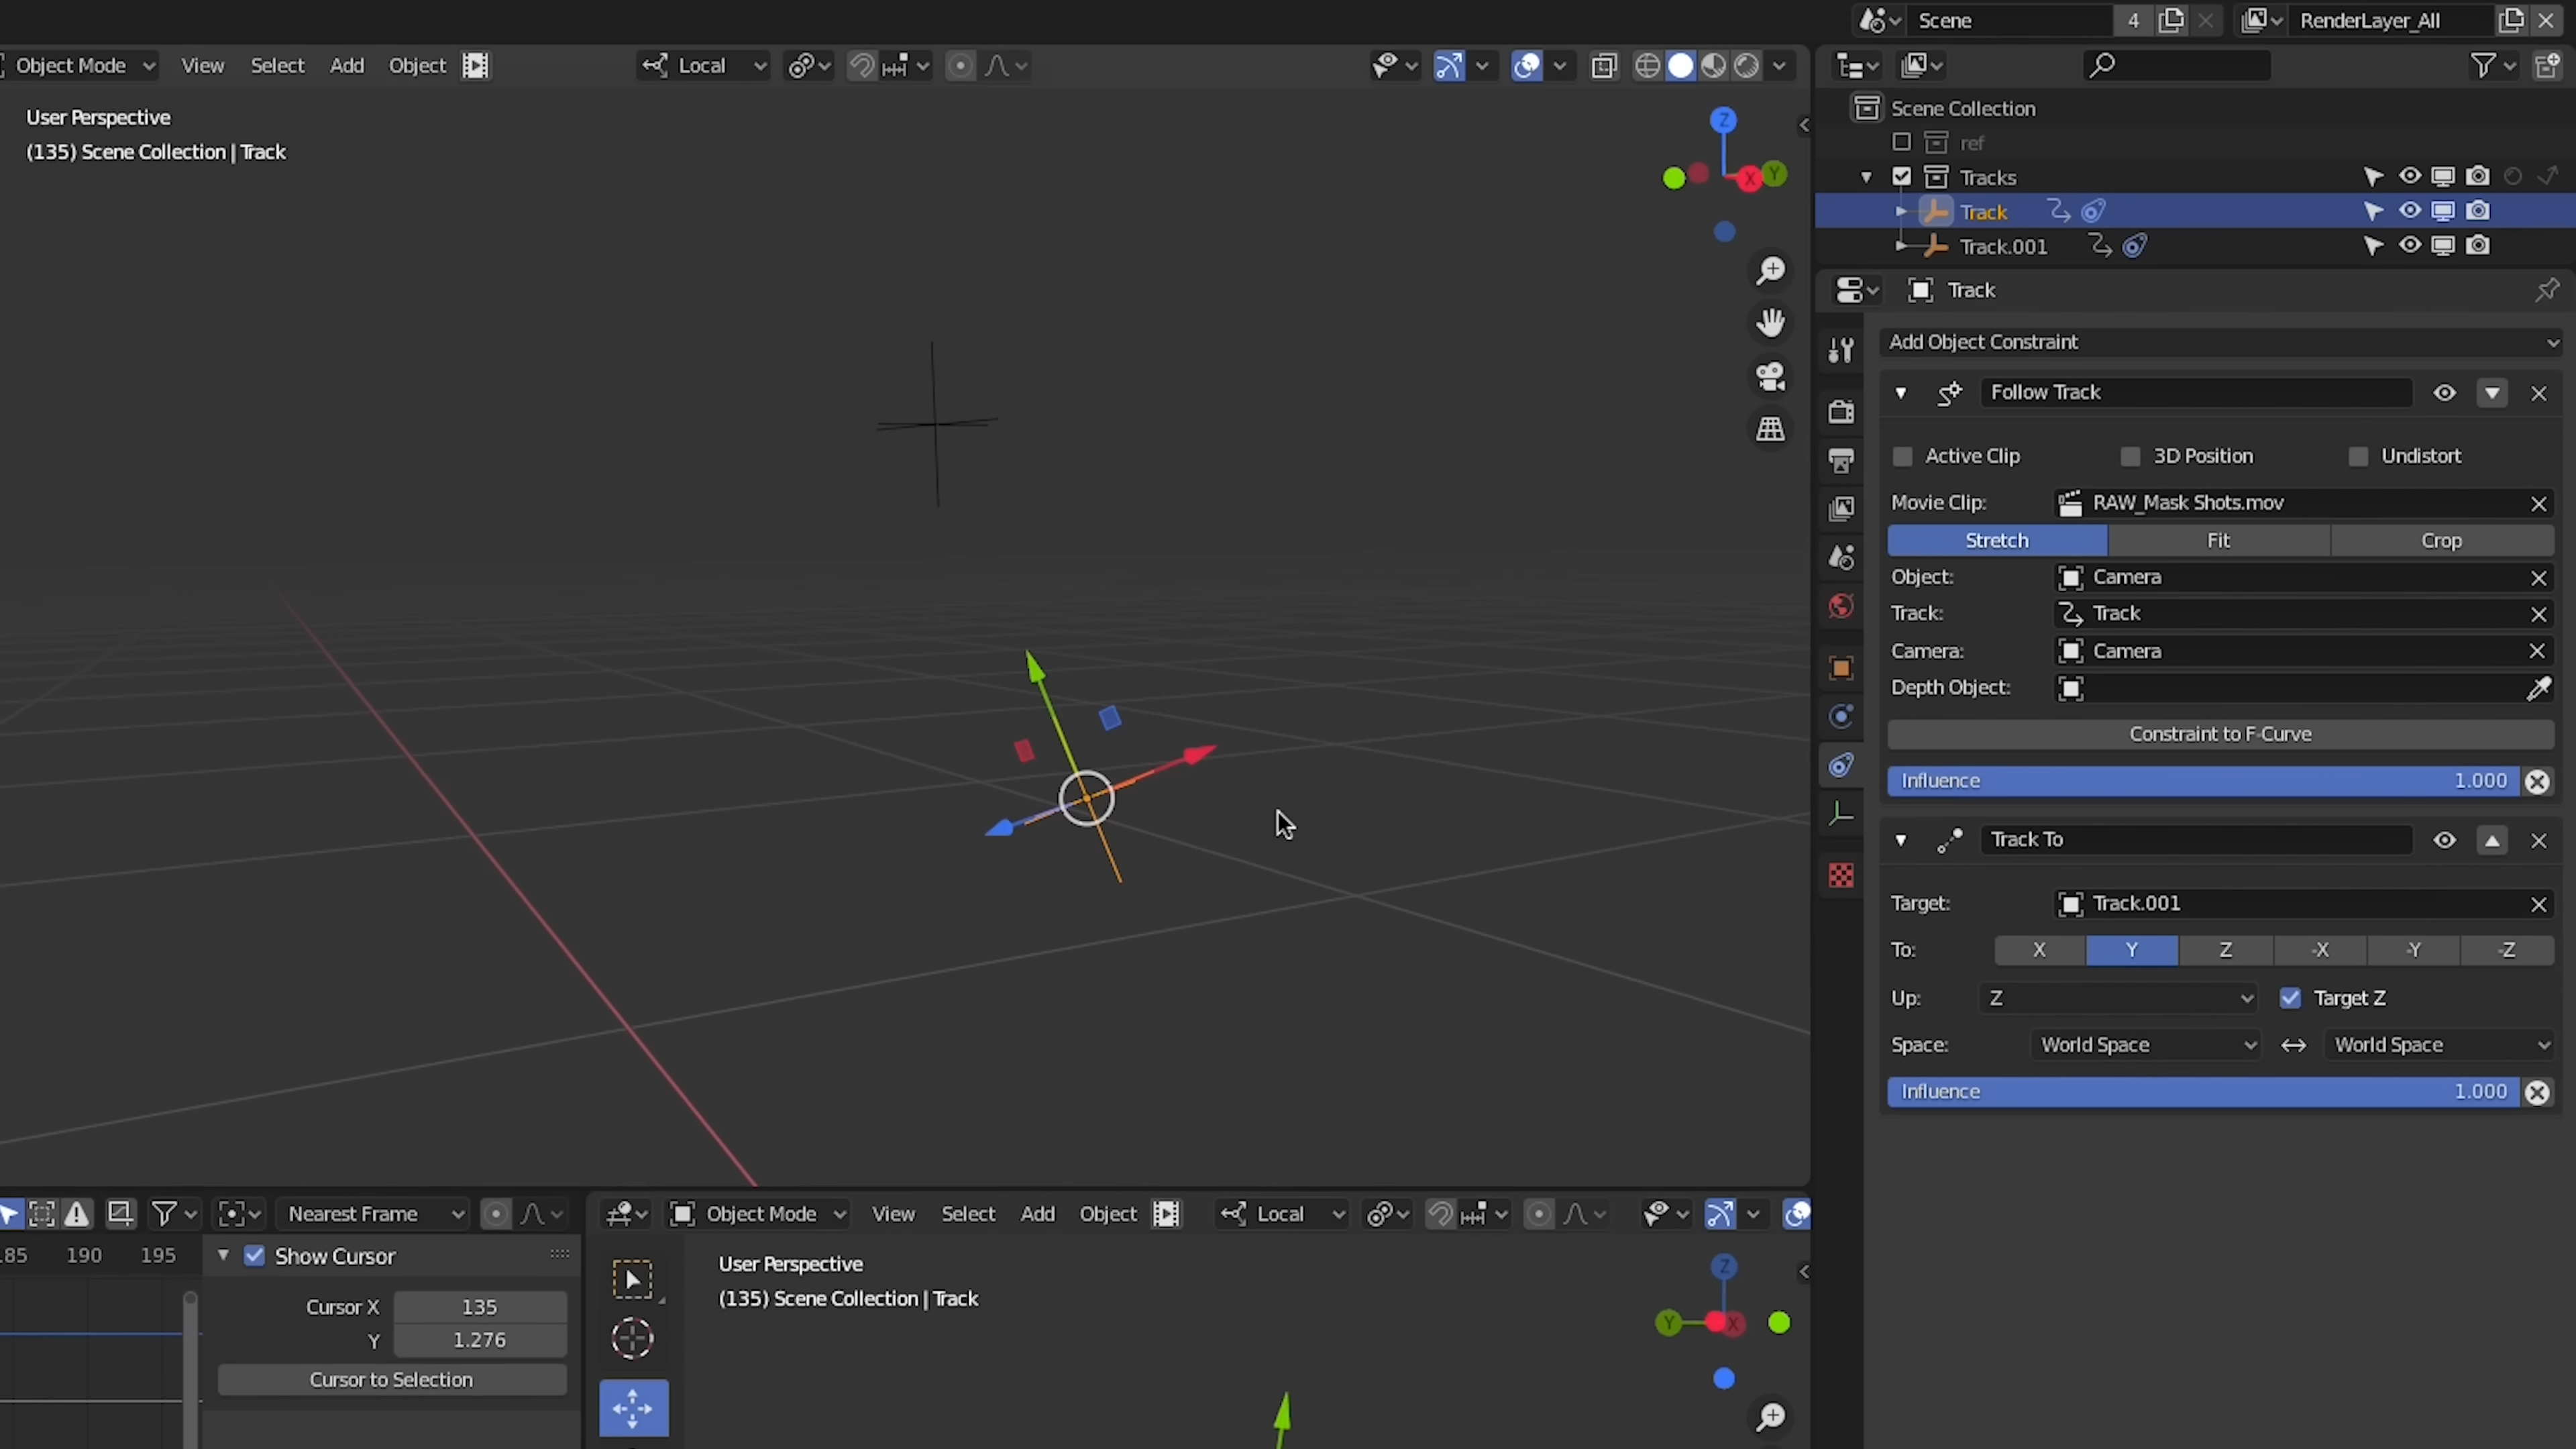 Scene 4 RenderLayer_All
Object Mode View Select Add Object Local
User Perspective
(135) Scene Collection | Track
Z
X Y
Scene Collection
ref
Tracks
Track
Track.001
Track
Add Object Constraint
Follow Track
Active Clip 3D Position Undistort
Movie Clip: RAW_Mask Shots.mov
Stretch Fit Crop
Object: Camera
Track: Track
Camera: Camera
Depth Object:
Constraint to F-Curve
Influence 1.000
Track To
Target: Track.001
To: X Y Z -X -Y -Z
Up: Z Target Z
Space: World Space World Space
Influence 1.000
Nearest Frame
185 190 195
Show Cursor
Cursor X 135
Y 1.276
Cursor to Selection
Object Mode View Select Add Object Local
User Perspective
(135) Scene Collection | Track
Z
Y X